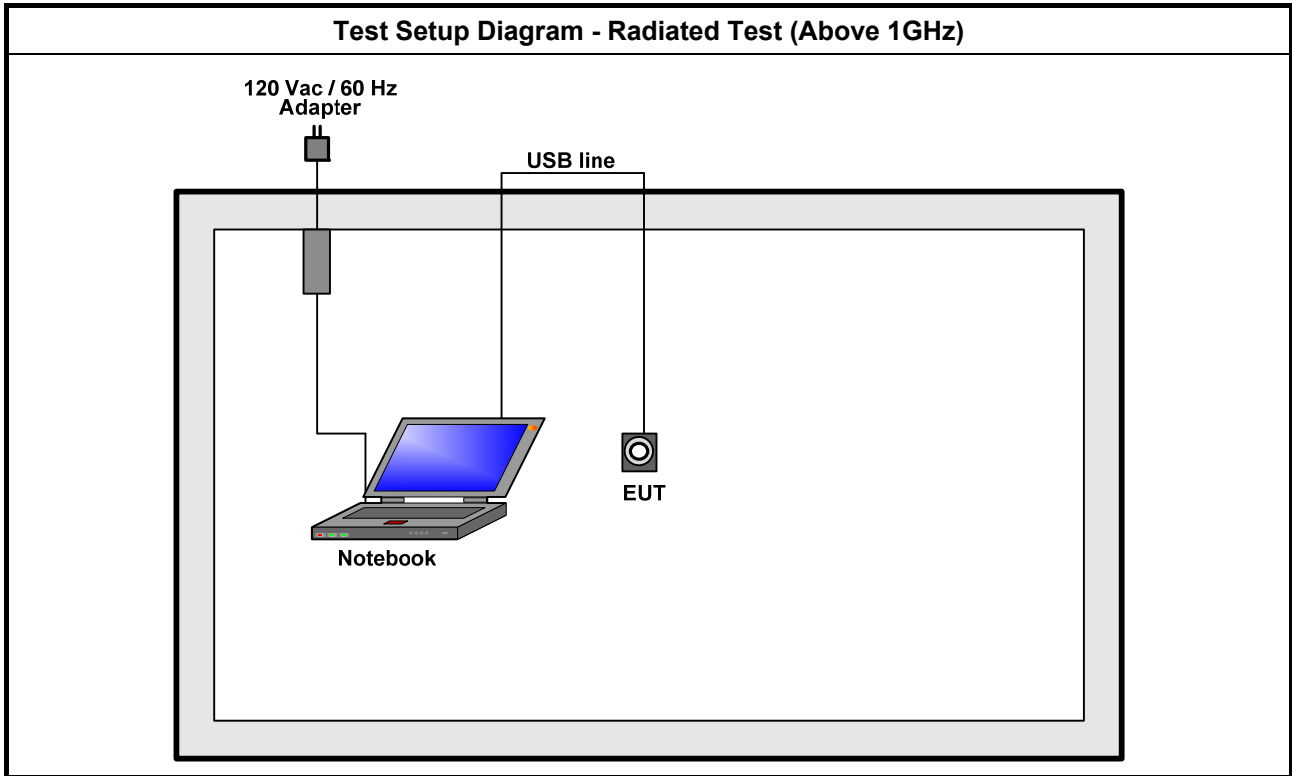 Test Setup Diagram - Radiated Test (Above 1GHz)
120 Vac / 60 Hz
Adapter
USB line
EUT
Notebook